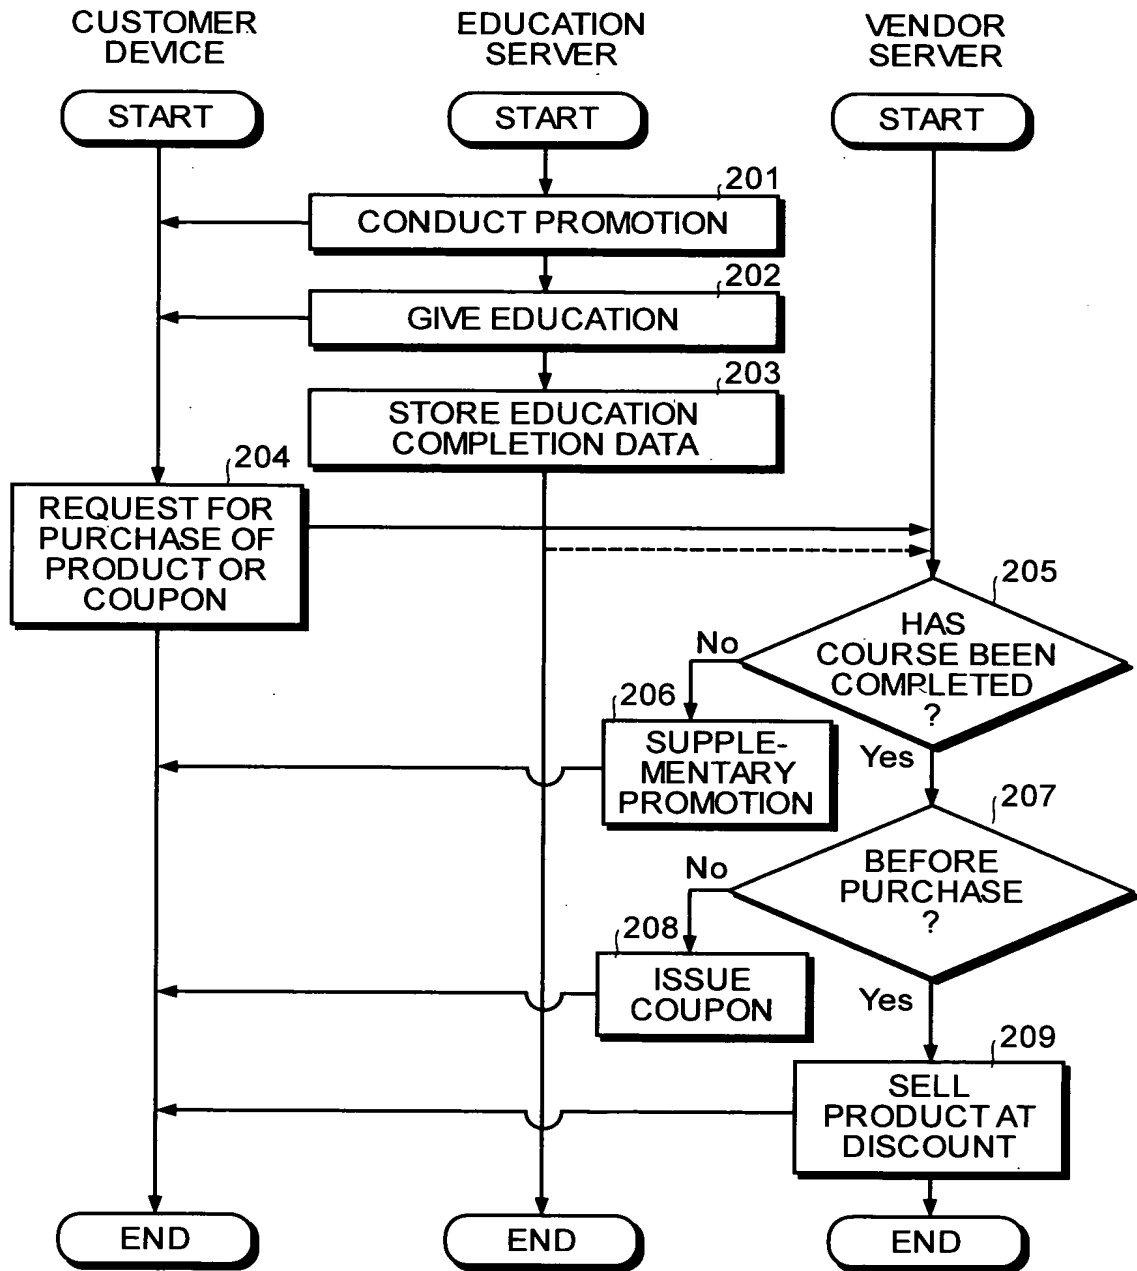 CUSTOMER
DEVICE
EDUCATION
SERVER
VENDOR
SERVER
START
START
START
201
CONDUCT PROMOTION
202
GIVE EDUCATION
203
STORE EDUCATION
COMPLETION DATA
204
REQUEST FOR
PURCHASE OF
PRODUCT OR
COUPON
205
HAS
COURSE BEEN
COMPLETED
?
No
Yes
206
SUPPLE-
MENTARY
PROMOTION
207
BEFORE
PURCHASE
?
No
Yes
208
ISSUE
COUPON
209
SELL
PRODUCT AT
DISCOUNT
END
END
END